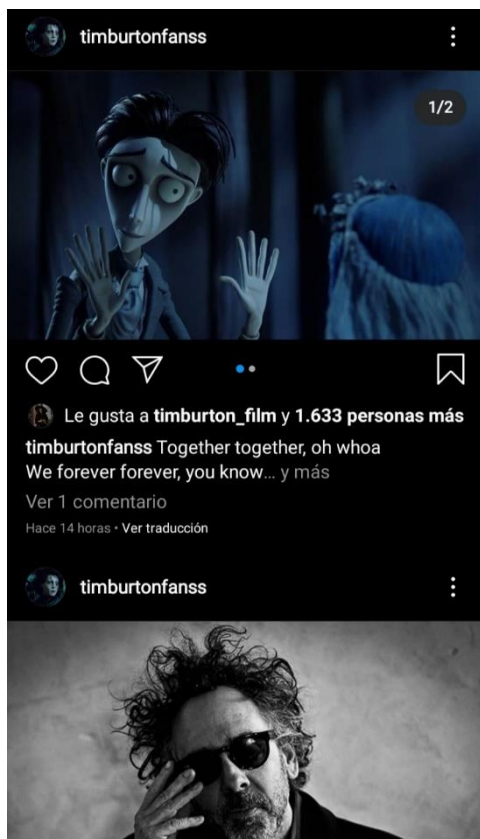 timburtonfanss
1/2
Le gusta a timburton_film y 1.633 personas más
timburtonfanss Together together, oh whoa
We forever forever, you know... y más
Ver 1 comentario
Hace 14 horas • Ver traducción
timburtonfanss